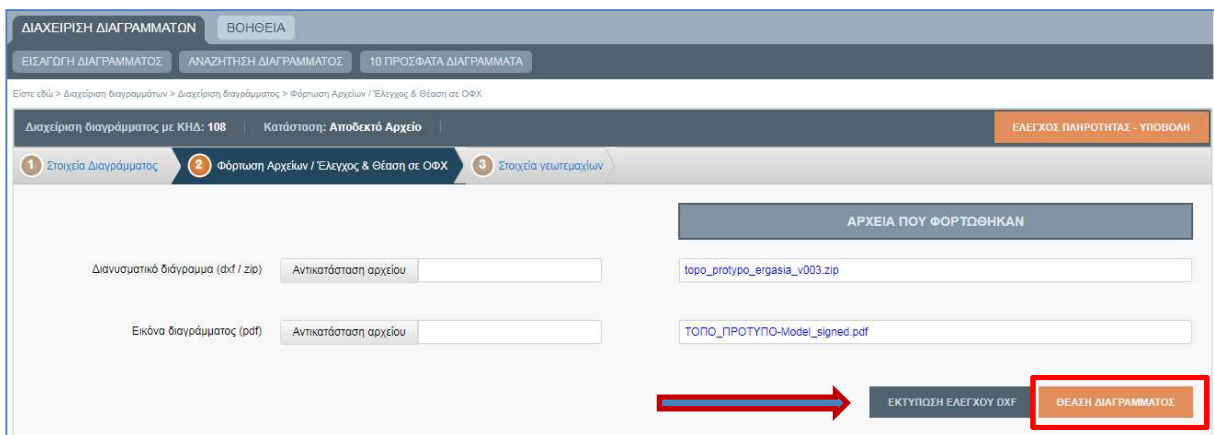 ΔΙΑΧΕΙΡΙΣΗ ΔΙΑΓΡΑΜΜΑΤΩΝ ΒΟΗΘΕΙΑ
ΕΙΣΑΓΩΓΗ ΔΙΑΓΡΑΜΜΑΤΟΣ ΑΝΑΖΗΤΗΣΗ ΔΙΑΓΡΑΜΜΑΤΟΣ 10 ΠΡΟΣΦΑΤΑ ΔΙΑΓΡΑΜΜΑΤΑ
Είστε εδώ > Διαχείριση διαγραμμάτων > Διαχείριση διαγράμματος > Φόρτωση Αρχείων / Έλεγχος & Θέαση σε ΟΦΧ
Διαχείριση διαγράμματος με ΚΗΔ: 108 Κατάσταση: Αποδεκτό Αρχείο ΕΛΕΓΧΟΣ ΠΛΗΡΟΤΗΤΑΣ - ΥΠΟΒΟΛΗ
1 Στοιχεία Διαγράμματος 2 Φόρτωση Αρχείων / Έλεγχος & Θέαση σε ΟΦΧ 3 Στοιχεία γεωτεμαχίων
ΑΡΧΕΙΑ ΠΟΥ ΦΟΡΤΩΘΗΚΑΝ
Διανυσματικό διάγραμμα (dxf / zip) Αντικατάσταση αρχείου topo_protypo_ergasia_v003.zip
Εικόνα διαγράμματος (pdf) Αντικατάσταση αρχείου ΤΟΠΟ_ΠΡΟΤΥΠΟ-Model_signed.pdf
ΕΚΤΥΠΩΣΗ ΕΛΕΓΧΟΥ DXF ΘΕΑΣΗ ΔΙΑΓΡΑΜΜΑΤΟΣ